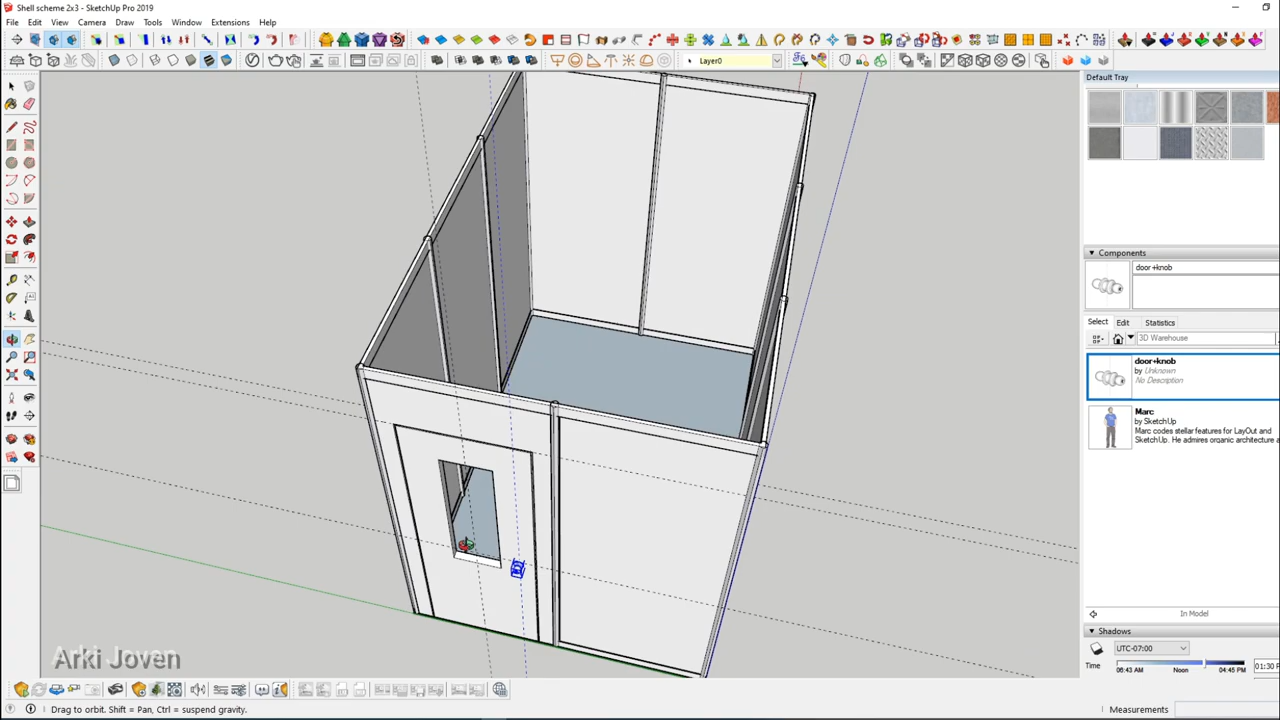 Shell scheme 2x3 - SketchUp Pro 2019
File Edit View Camera Draw Tools Window Extensions Help
Layer0
Default Tray
Components
door+knob
Select Edit Statistics
3D Warehouse
door+knob
by Unknown
No Description
Marc
by SketchUp
Marc codes stellar features for LayOut and
SketchUp. He admires organic architecture
In Model
Shadows
UTC-07:00
Time 06:43 AM Noon 04:45 PM 01:30
Arki Joven
Drag to orbit. Shift = Pan, Ctrl = suspend gravity.
Measurements